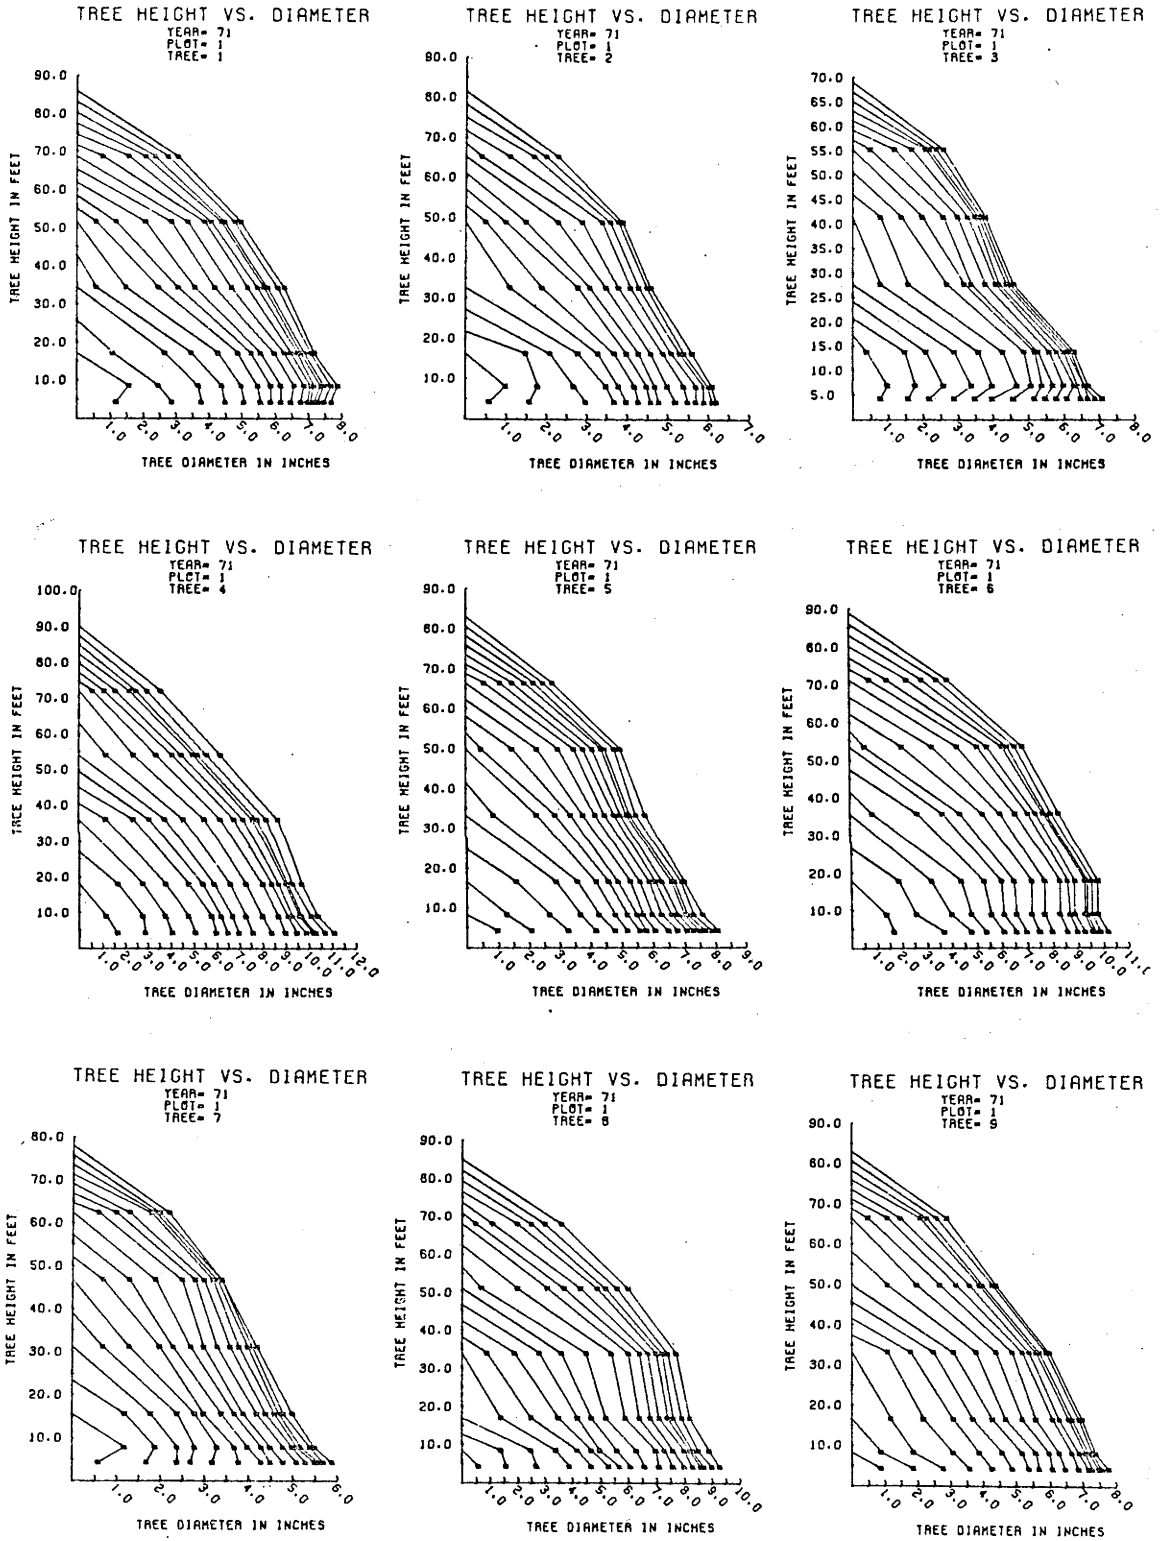 TREE HEIGHT VS. DIAMETER
YEAR= 71
PLOT= 1
TREE= 1
90.0
80.0
70.0
60.0
50.0
40.0
30.0
20.0
10.0
TREE HEIGHT IN FEET
1.0 2.0 3.0 4.0 5.0 6.0 7.0 8.0
TREE DIAMETER IN INCHES
TREE HEIGHT VS. DIAMETER
YEAR= 71
PLOT= 1
TREE= 2
90.0
80.0
70.0
60.0
50.0
40.0
30.0
20.0
10.0
TREE HEIGHT IN FEET
1.0 2.0 3.0 4.0 5.0 6.0 7.0
TREE DIAMETER IN INCHES
TREE HEIGHT VS. DIAMETER
YEAR= 71
PLOT= 1
TREE= 3
70.0
65.0
60.0
55.0
50.0
45.0
40.0
35.0
30.0
25.0
20.0
15.0
10.0
5.0
TREE HEIGHT IN FEET
1.0 2.0 3.0 4.0 5.0 6.0 7.0 8.0
TREE DIAMETER IN INCHES
TREE HEIGHT VS. DIAMETER
YEAR= 71
PLOT= 1
TREE= 4
100.0
90.0
80.0
70.0
60.0
50.0
40.0
30.0
20.0
10.0
TREE HEIGHT IN FEET
1.0 2.0 3.0 4.0 5.0 6.0 7.0 8.0 9.0 10.0 11.0 12.0
TREE DIAMETER IN INCHES
TREE HEIGHT VS. DIAMETER
YEAR= 71
PLOT= 1
TREE= 5
90.0
80.0
70.0
60.0
50.0
40.0
30.0
20.0
10.0
TREE HEIGHT IN FEET
1.0 2.0 3.0 4.0 5.0 6.0 7.0 8.0 9.0
TREE DIAMETER IN INCHES
TREE HEIGHT VS. DIAMETER
YEAR= 71
PLOT= 1
TREE= 6
90.0
80.0
70.0
60.0
50.0
40.0
30.0
20.0
10.0
TREE HEIGHT IN FEET
1.0 2.0 3.0 4.0 5.0 6.0 7.0 8.0 9.0 10.0 11.0
TREE DIAMETER IN INCHES
TREE HEIGHT VS. DIAMETER
YEAR= 71
PLOT= 1
TREE= 7
80.0
70.0
60.0
50.0
40.0
30.0
20.0
10.0
TREE HEIGHT IN FEET
1.0 2.0 3.0 4.0 5.0 6.0
TREE DIAMETER IN INCHES
TREE HEIGHT VS. DIAMETER
YEAR= 71
PLOT= 1
TREE= 8
90.0
80.0
70.0
60.0
50.0
40.0
30.0
20.0
10.0
TREE HEIGHT IN FEET
1.0 2.0 3.0 4.0 5.0 6.0 7.0 8.0 9.0 10.0
TREE DIAMETER IN INCHES
TREE HEIGHT VS. DIAMETER
YEAR= 71
PLOT= 1
TREE= 9
90.0
80.0
70.0
60.0
50.0
40.0
30.0
20.0
10.0
TREE HEIGHT IN FEET
1.0 2.0 3.0 4.0 5.0 6.0 7.0 8.0
TREE DIAMETER IN INCHES